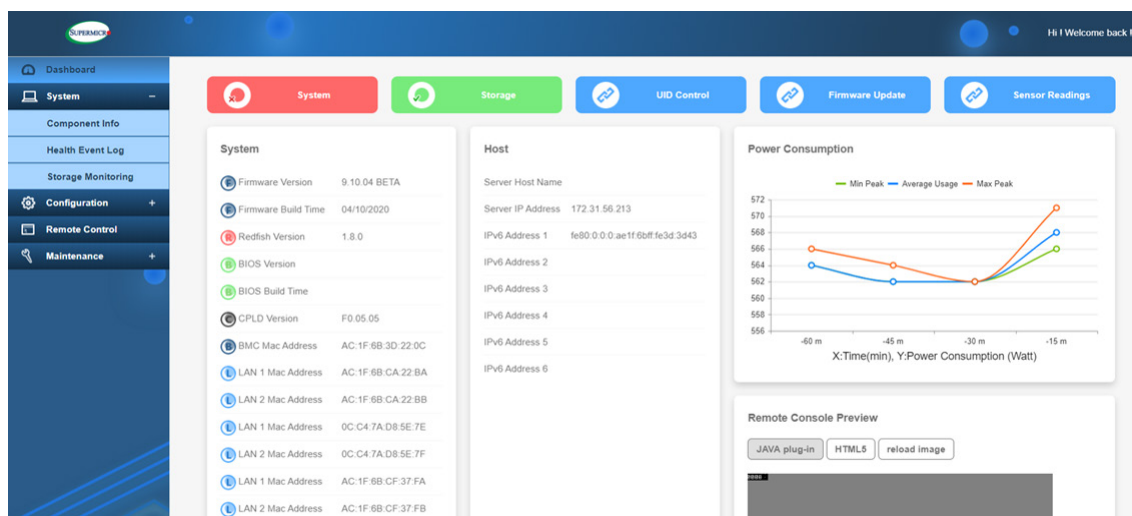 SUPERMICR
Hi ! Welcome back !
Dashboard
System −
Component Info
Health Event Log
Storage Monitoring
Configuration +
Remote Control
Maintenance +
System
Storage
UID Control
Firmware Update
Sensor Readings
System
Firmware Version 9.10.04 BETA
Firmware Build Time 04/10/2020
Redfish Version 1.8.0
BIOS Version
BIOS Build Time
CPLD Version F0.05.05
BMC Mac Address AC:1F:6B:3D:22:0C
LAN 1 Mac Address AC:1F:6B:CA:22:BA
LAN 2 Mac Address AC:1F:6B:CA:22:BB
LAN 1 Mac Address 0C:C4:7A:D8:5E:7E
LAN 2 Mac Address 0C:C4:7A:D8:5E:7F
LAN 1 Mac Address AC:1F:6B:CF:37:FA
LAN 2 Mac Address AC:1F:6B:CF:37:FB
Host
Server Host Name
Server IP Address 172.31.56.213
IPv6 Address 1 fe80:0:0:0:ae1f:6bff:fe3d:3d43
IPv6 Address 2
IPv6 Address 3
IPv6 Address 4
IPv6 Address 5
IPv6 Address 6
Power Consumption
Min Peak Average Usage Max Peak
572
570
568
566
564
562
560
558
556
-60 m -45 m -30 m -15 m
X:Time(min), Y:Power Consumption (Watt)
Remote Console Preview
JAVA plug-in HTML5 reload image